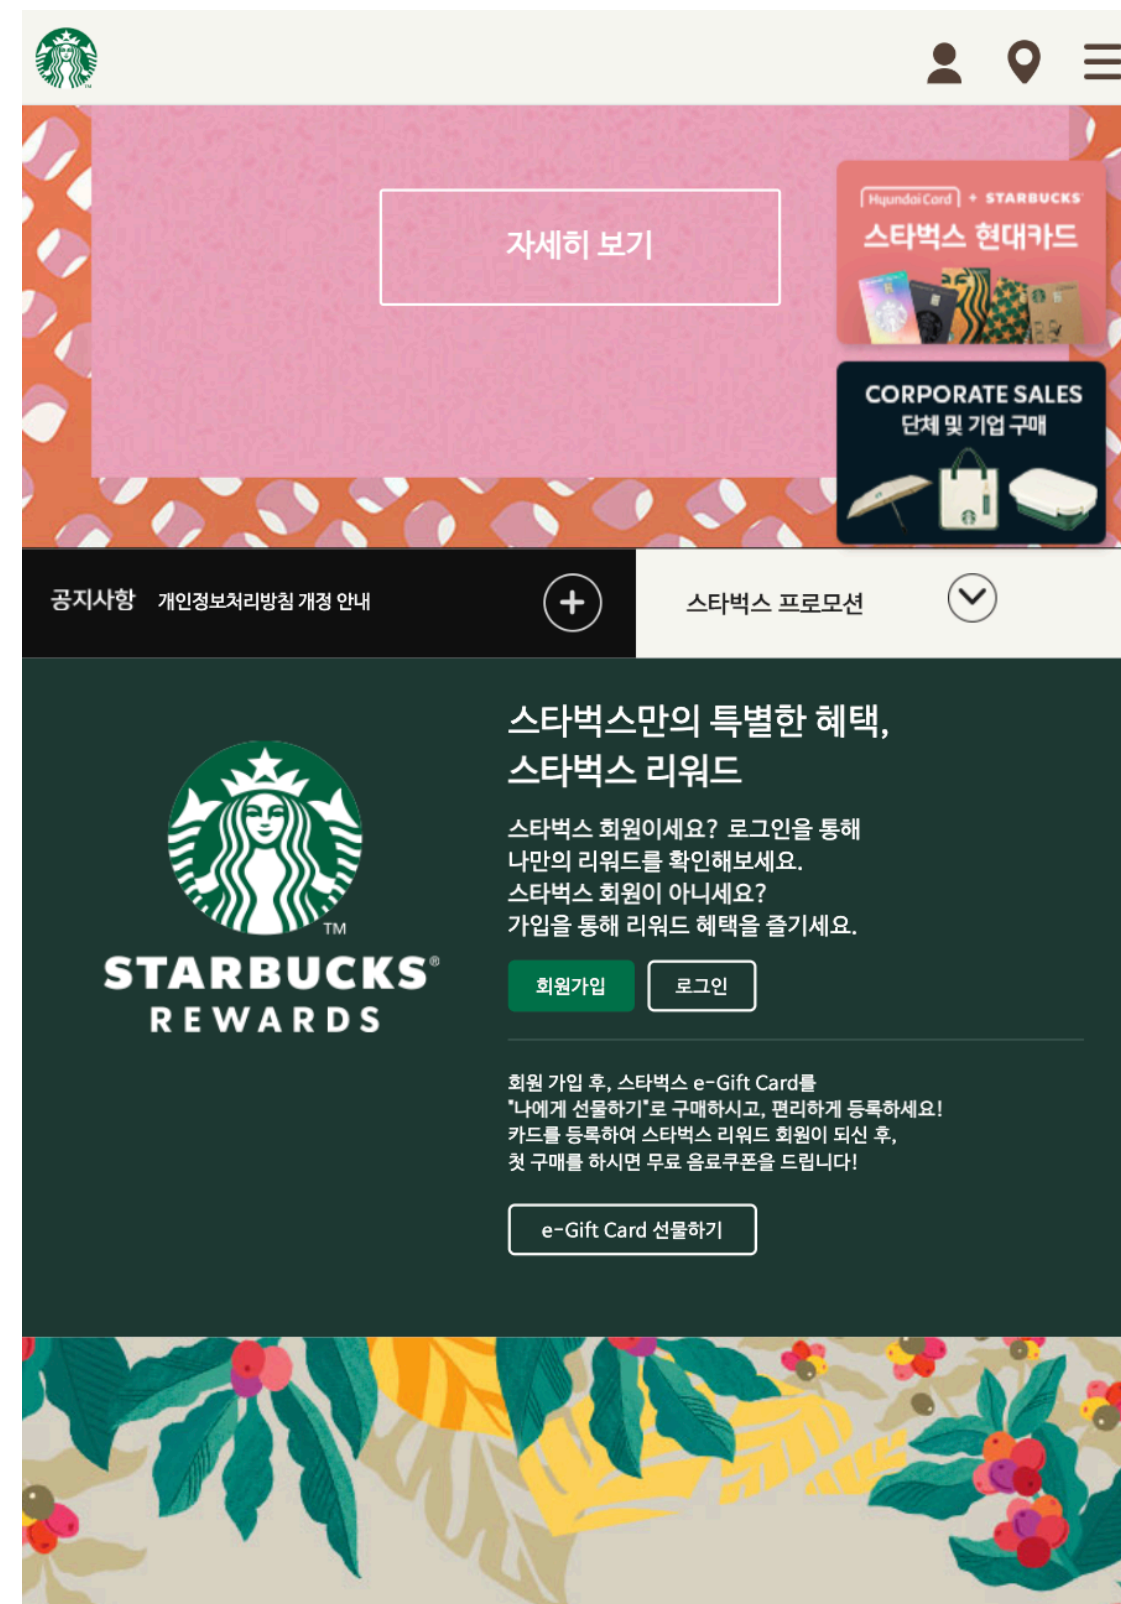 자세히 보기
HyundaiCard + STARBUCKS
스타벅스 현대카드
CORPORATE SALES
단체 및 기업 구매
공지사항 개인정보처리방침 개정 안내
스타벅스 프로모션
스타벅스만의 특별한 혜택,
스타벅스 리워드
스타벅스 회원이세요? 로그인을 통해
나만의 리워드를 확인해보세요.
스타벅스 회원이 아니세요?
가입을 통해 리워드 혜택을 즐기세요.
TM
STARBUCKS®
REWARDS
회원가입 로그인
회원 가입 후, 스타벅스 e-Gift Card를
"나에게 선물하기"로 구매하시고, 편리하게 등록하세요!
카드를 등록하여 스타벅스 리워드 회원이 되신 후,
첫 구매를 하시면 무료 음료쿠폰을 드립니다!
e-Gift Card 선물하기